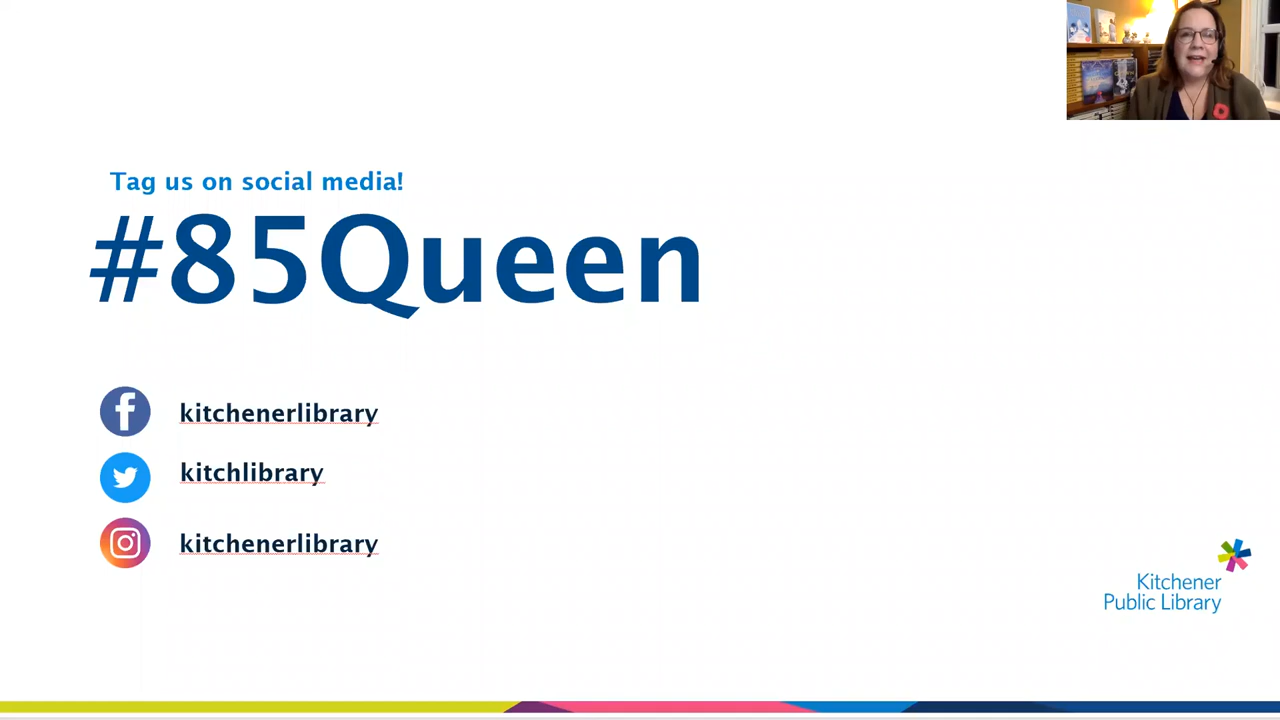 Tag us on social media!
#85Queen
kitchenerlibrary
kitchlibrary
kitchenerlibrary
Kitchener
Public Library